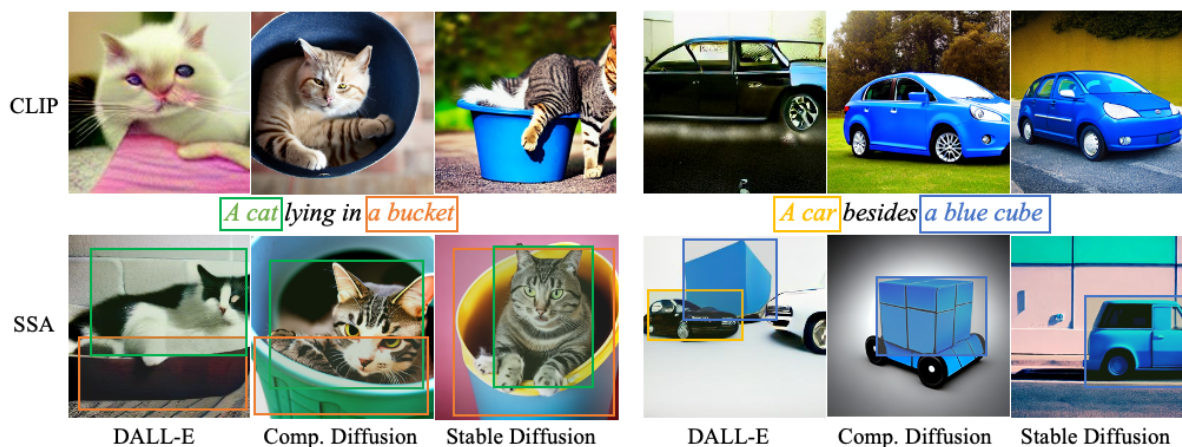 CLIP
A cat lying in a bucket
A car besides a blue cube
SSA
DALL-E
Comp. Diffusion
Stable Diffusion
DALL-E
Comp. Diffusion
Stable Diffusion